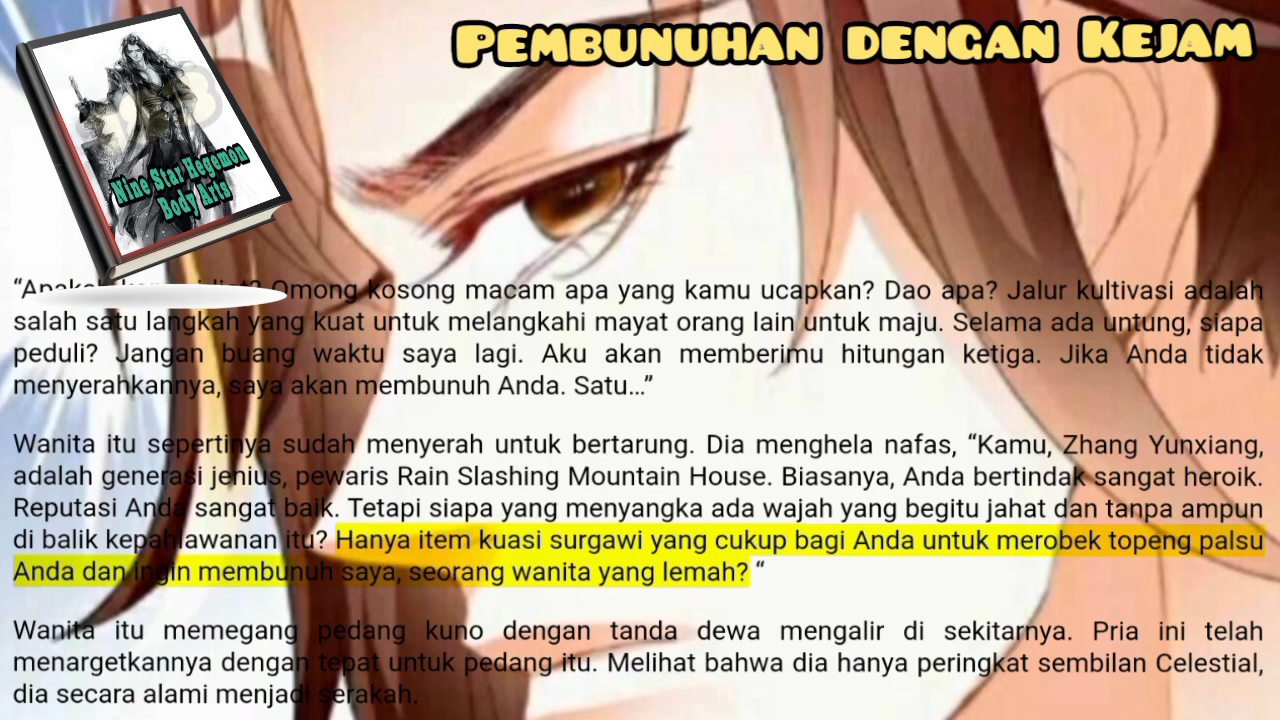 Pembunuhan dengan Kejam
Nine Star Hegemon
Body Arts
Omong kosong macam apa yang kamu ucapkan? Dao apa? Jalur kultivasi adalah
salah satu langkah yang kuat untuk melangkahi mayat orang lain untuk maju. Selama ada untung, siapa
peduli? Jangan buang waktu saya lagi. Aku akan memberimu hitungan ketiga. Jika Anda tidak
menyerahkannya, saya akan membunuh Anda. Satu…”
Wanita itu sepertinya sudah menyerah untuk bertarung. Dia menghela nafas, “Kamu, Zhang Yunxiang,
adalah generasi jenius, pewaris Rain Slashing Mountain House. Biasanya, Anda bertindak sangat heroik.
Reputasi Anda sangat baik. Tetapi siapa yang menyangka ada wajah yang begitu jahat dan tanpa ampun
di balik kepahlawanan itu? Hanya item kuasi surgawi yang cukup bagi Anda untuk merobek topeng palsu
Anda dan ingin membunuh saya, seorang wanita yang lemah? “
Wanita itu memegang pedang kuno dengan tanda dewa mengalir di sekitarnya. Pria ini telah
menargetkannya dengan tepat untuk pedang itu. Melihat bahwa dia hanya peringkat sembilan Celestial,
dia secara alami menjadi serakah.